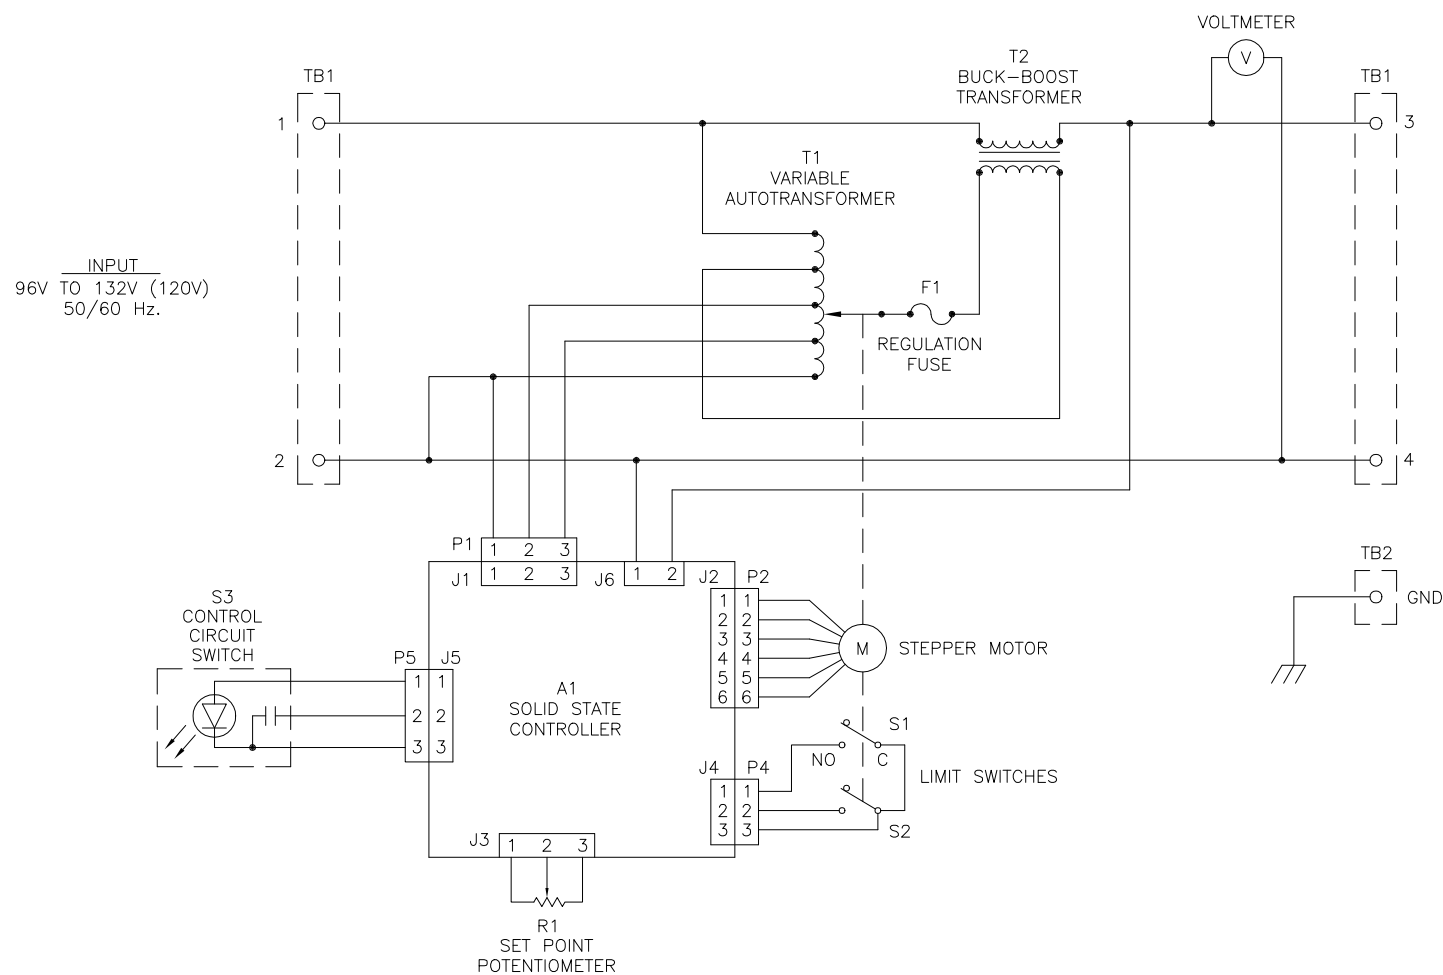 VOLTMETER
V
T2
BUCK-BOOST
TRANSFORMER
TB1
TB1
1
3
T1
VARIABLE
AUTOTRANSFORMER
INPUT
96V TO 132V (120V)
50/60 Hz.
F1
REGULATION
FUSE
2
4
P1
1 2 3
J1
1 2 3
J6
1 2
J2 P2
1 1
2 2
3 3
4 4
5 5
6 6
M
STEPPER MOTOR
TB2
GND
S3
CONTROL
CIRCUIT
SWITCH
P5 J5
1 1
2 2
3 3
A1
SOLID STATE
CONTROLLER
S1
NO C
LIMIT SWITCHES
J4 P4
1 1
2 2
3 3
S2
J3
1 2 3
R1
SET POINT
POTENTIOMETER